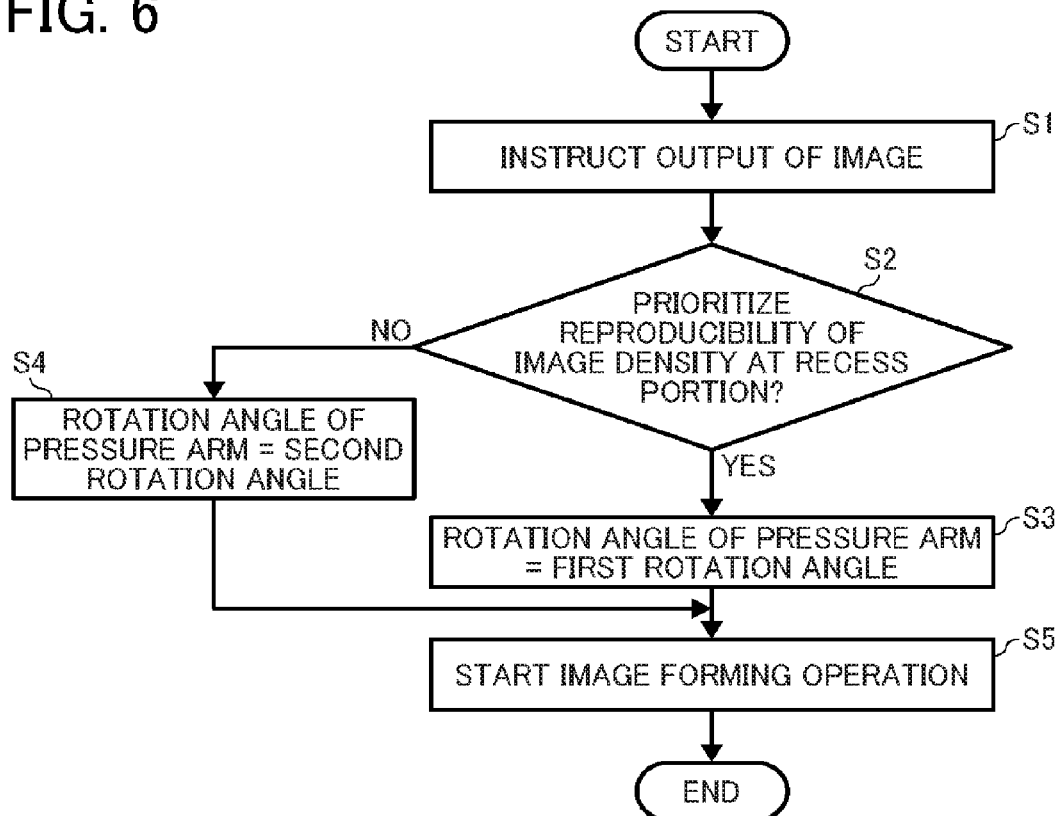 FIG. 6
START
S1
INSTRUCT OUTPUT OF IMAGE
S2
PRIORITIZE
REPRODUCIBILITY OF
IMAGE DENSITY AT RECESS
PORTION?
NO
S4
ROTATION ANGLE OF
PRESSURE ARM = SECOND
ROTATION ANGLE
YES
S3
ROTATION ANGLE OF PRESSURE ARM
= FIRST ROTATION ANGLE
S5
START IMAGE FORMING OPERATION
END